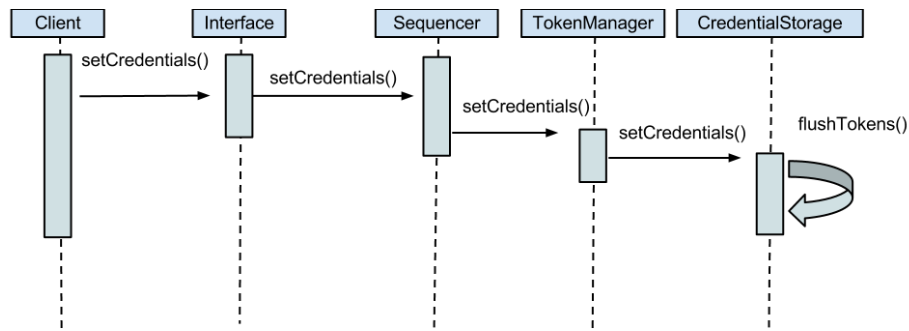 Client
Interface
Sequencer
TokenManager
CredentialStorage
setCredentials()
setCredentials()
setCredentials()
setCredentials()
flushTokens()